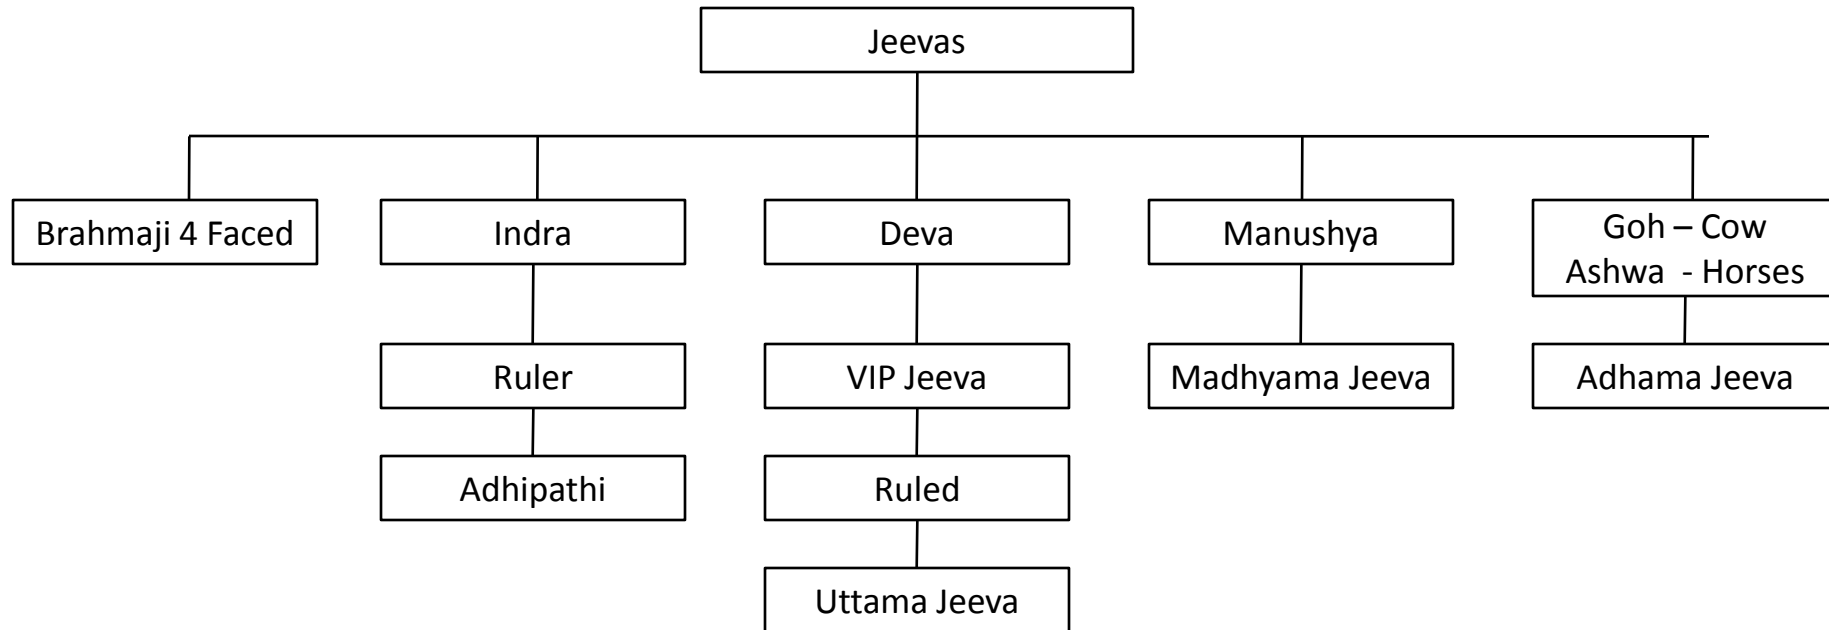 Jeevas
Brahmaji 4 Faced
Indra
Deva
Manushya
Goh – Cow
Ashwa  - Horses
Ruler
VIP Jeeva
Madhyama Jeeva
Adhama Jeeva
Adhipathi
Ruled
Uttama Jeeva